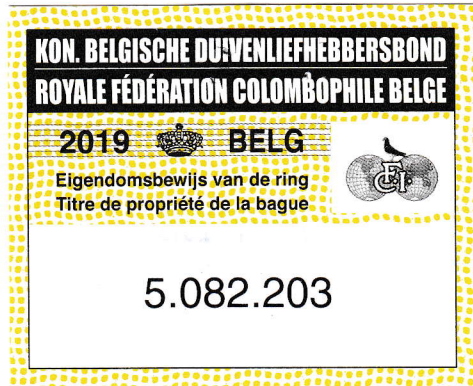 KON. BELGISCHE DUIVENLIEFHEBBERSBOND
ROYALE FÉDÉRATION COLOMBOPHILE BELGE
2019 BELG
Eigendomsbewijs van de ring
Titre de propriété de la bague
FCI
5.082.203